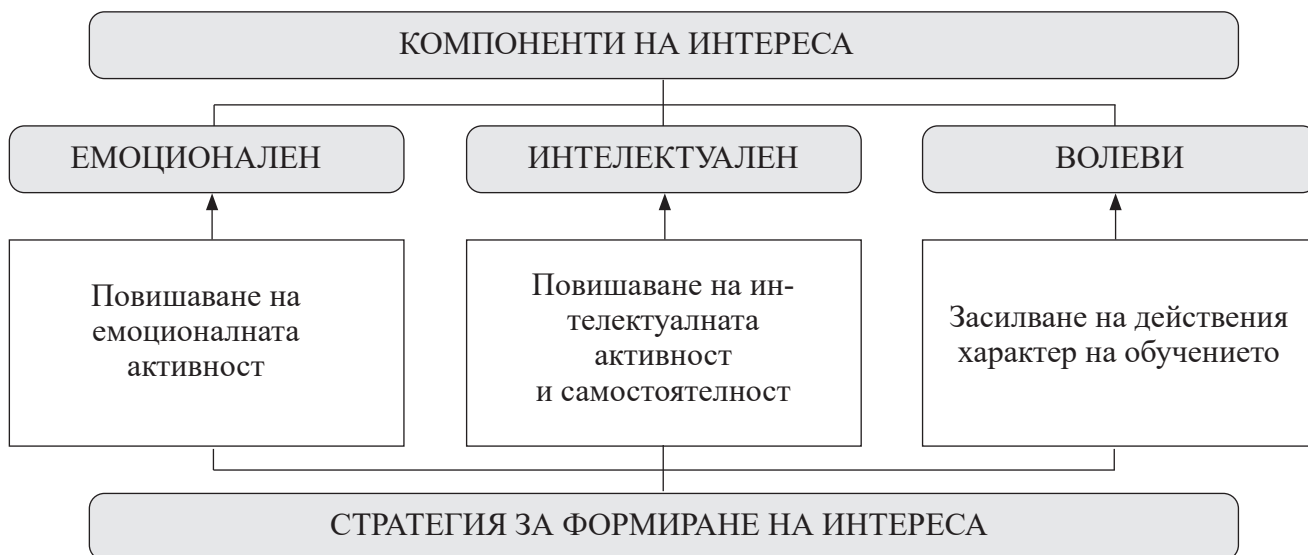 КОМПОНЕНТИ НА ИНТЕРЕСА
ЕМОЦИОНАЛЕН
ИНТЕЛЕКТУАЛЕН
ВОЛЕВИ
Повишаване на
емоционалната
активност
Повишаване на ин-
телектуалната
активност
и самостоятелност
Засилване на действения
характер на обучението
СТРАТЕГИЯ ЗА ФОРМИРАНЕ НА ИНТЕРЕСА